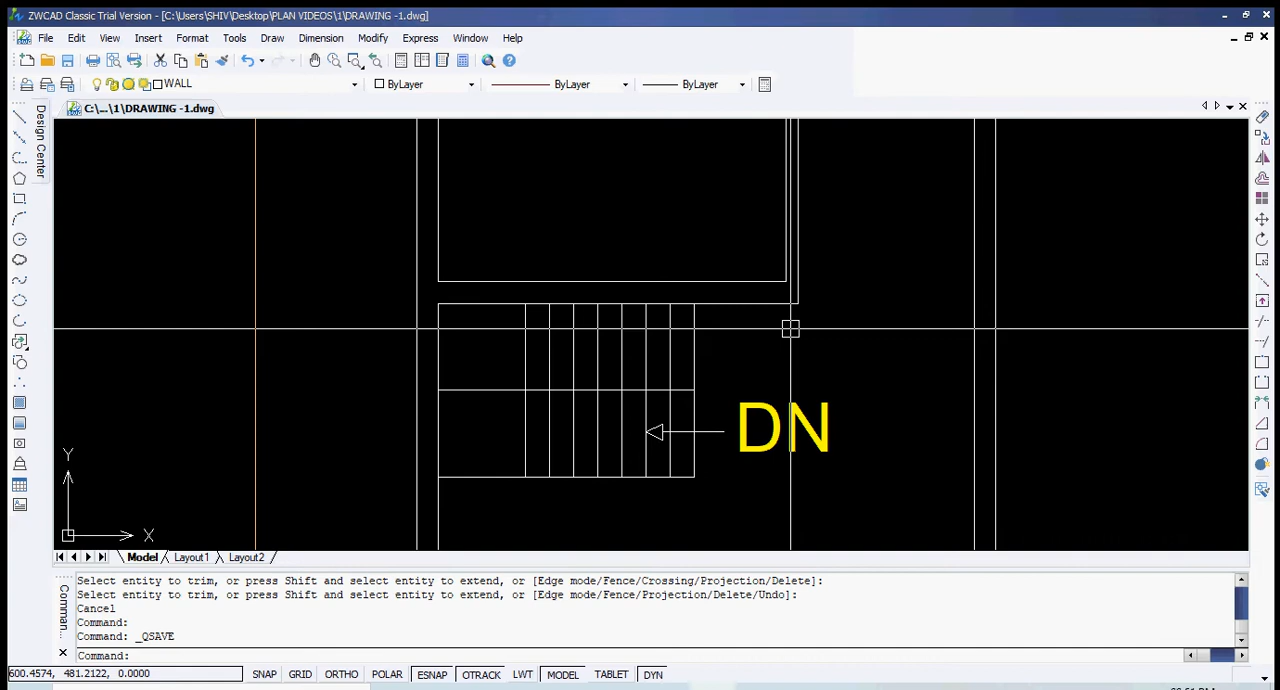 ZWCAD Classic Trial Version - [C:\Users\SHIV\Desktop\PLAN VIDEOS\1\DRAWING -1.dwg]
File Edit View Insert Format Tools Draw Dimension Modify Express Window Help
WALL ByLayer ByLayer ByLayer
C:\...\1\DRAWING -1.dwg
Design Center
DN
Y
X
Model Layout1 Layout2
Select entity to trim, or press Shift and select entity to extend, or [Edge mode/Fence/Crossing/Projection/Delete]:
Select entity to trim, or press Shift and select entity to extend, or [Edge mode/Fence/Projection/Delete/Undo]:
Cancel
Command:
Command: _QSAVE
Comman...
Command:
600.4574, 481.2122, 0.0000 SNAP GRID ORTHO POLAR ESNAP OTRACK LWT MODEL TABLET DYN